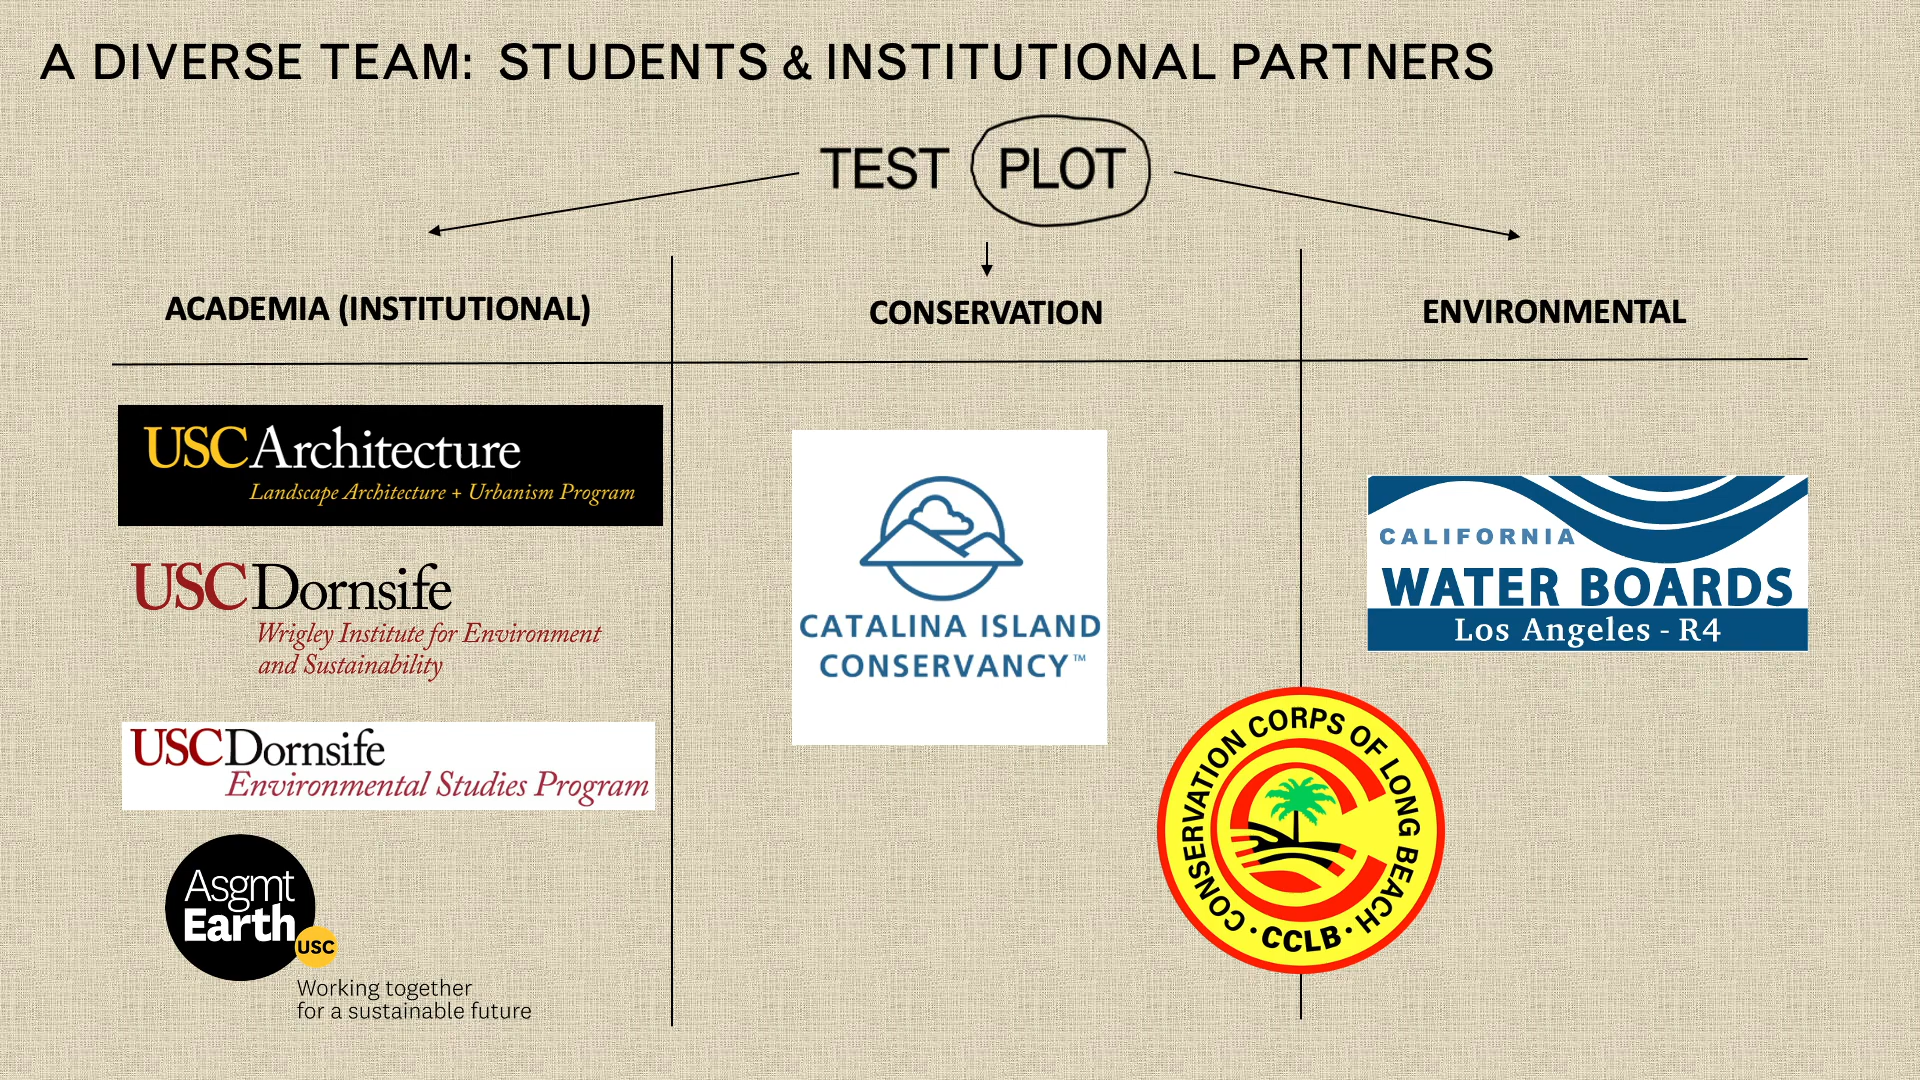 A DIVERSE TEAM: STUDENTS & INSTITUTIONAL PARTNERS
TEST PLOT
ACADEMIA (INSTITUTIONAL)
CONSERVATION
ENVIRONMENTAL
USC Architecture
Landscape Architecture + Urbanism Program
USC Dornsife
Wrigley Institute for Environment
and Sustainability
USC Dornsife
Environmental Studies Program
Asgmt
Earth
USC
Working together
for a sustainable future
CATALINA ISLAND
CONSERVANCY™
CALIFORNIA
WATER BOARDS
Los Angeles - R4
CONSERVATION CORPS OF LONG BEACH
· CCLB ·